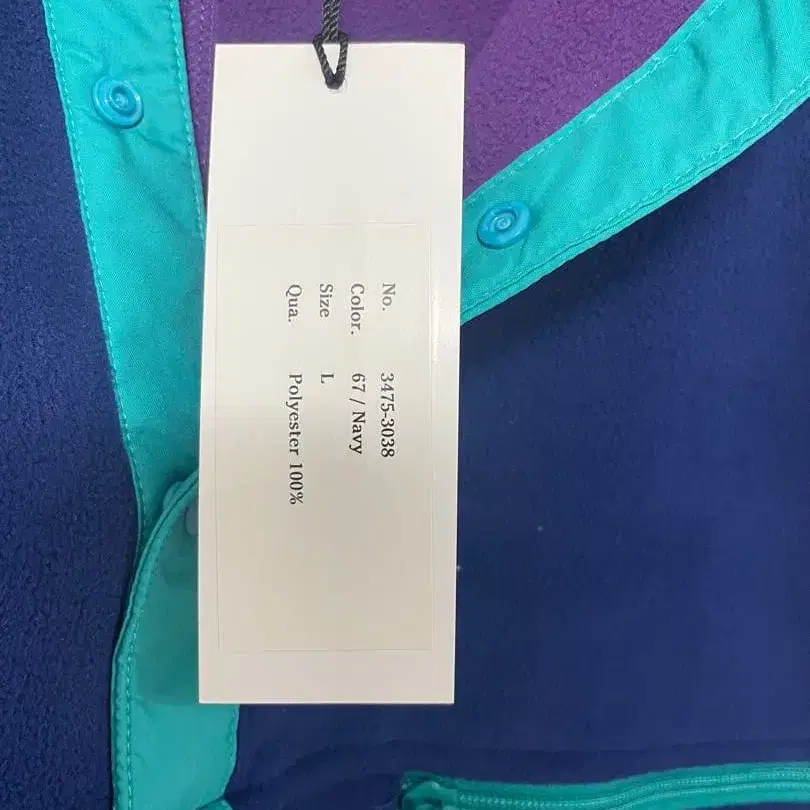 No. 3475-3038
Color. 67 / Navy
Size L
Qua. Polyester 100%